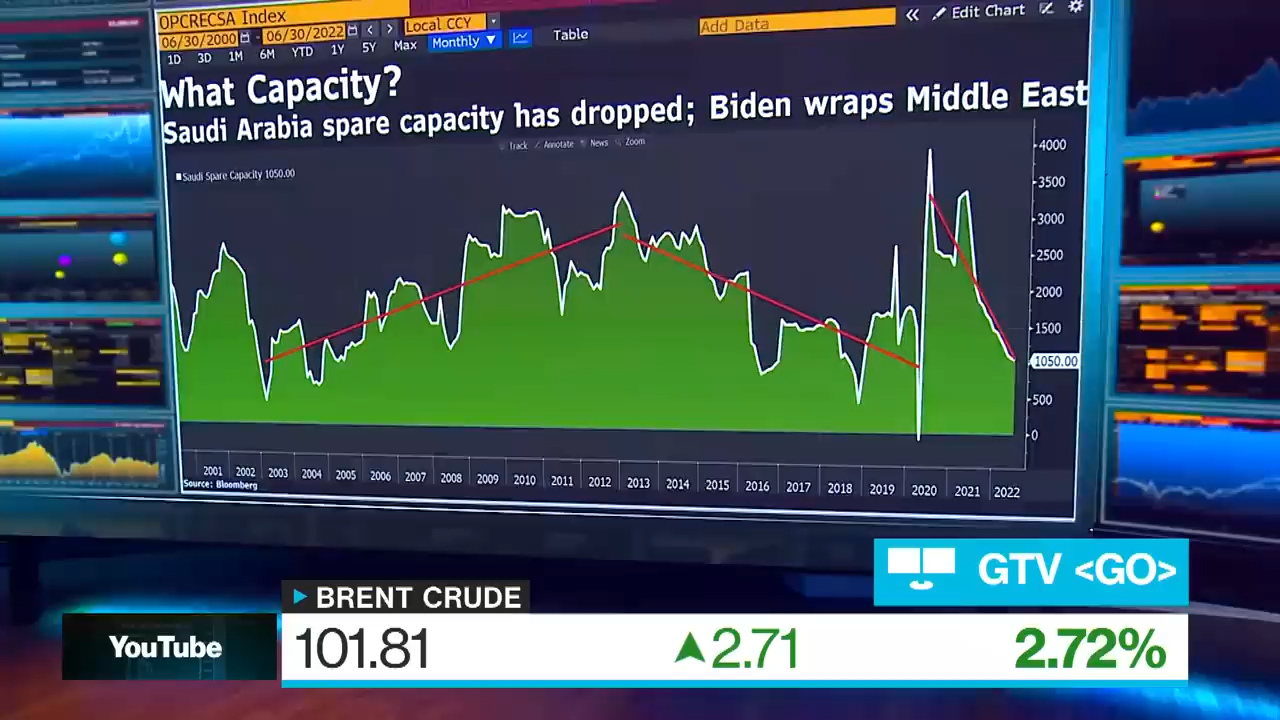 OPCRECSA Index
06/30/2000 - 06/30/2022 < > Local CCY
Add Data
« Edit Chart
1D 3D 1M 6M YTD 1Y 5Y Max Monthly ▼ Table
What Capacity?
Saudi Arabia spare capacity has dropped; Biden wraps Middle East
Track Annotate News Zoom
Saudi Spare Capacity 1050.00
4000
3500
3000
2500
2000
1500
1050.00
500
0
2001 2002 2003 2004 2005 2006 2007 2008 2009 2010 2011 2012 2013 2014 2015 2016 2017 2018 2019 2020 2021 2022
Source: Bloomberg
GTV <GO>
BRENT CRUDE
YouTube
101.81 ▲2.71 2.72%